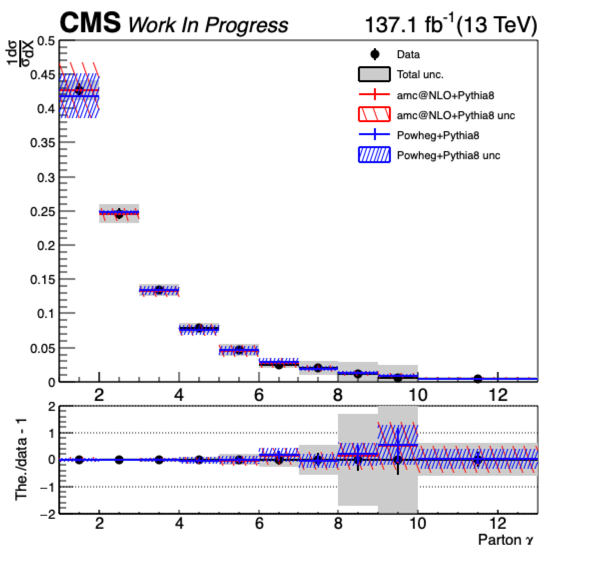 CMS Work In Progress 137.1 fb⁻¹(13 TeV)
1dσ
σdX
0.5
0.45
0.4
0.35
0.3
0.25
0.2
0.15
0.1
0.05
0
Data
Total unc.
amc@NLO+Pythia8
amc@NLO+Pythia8 unc
Powheg+Pythia8
Powheg+Pythia8 unc
2 4 6 8 10 12
The./data - 1
2
1
0
−1
−2
2 4 6 8 10 12
Parton γ